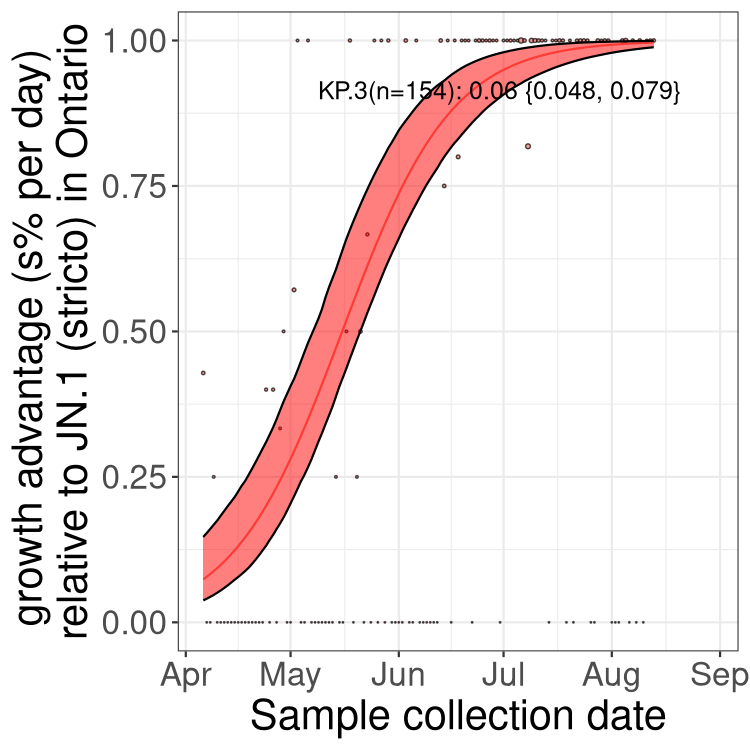 growth advantage (s% per day)
relative to JN.1 (stricto) in Ontario
1.00
0.75
0.50
0.25
0.00
KP.3(n=154): 0.06 {0.048, 0.079}
Apr May Jun Jul Aug Sep
Sample collection date